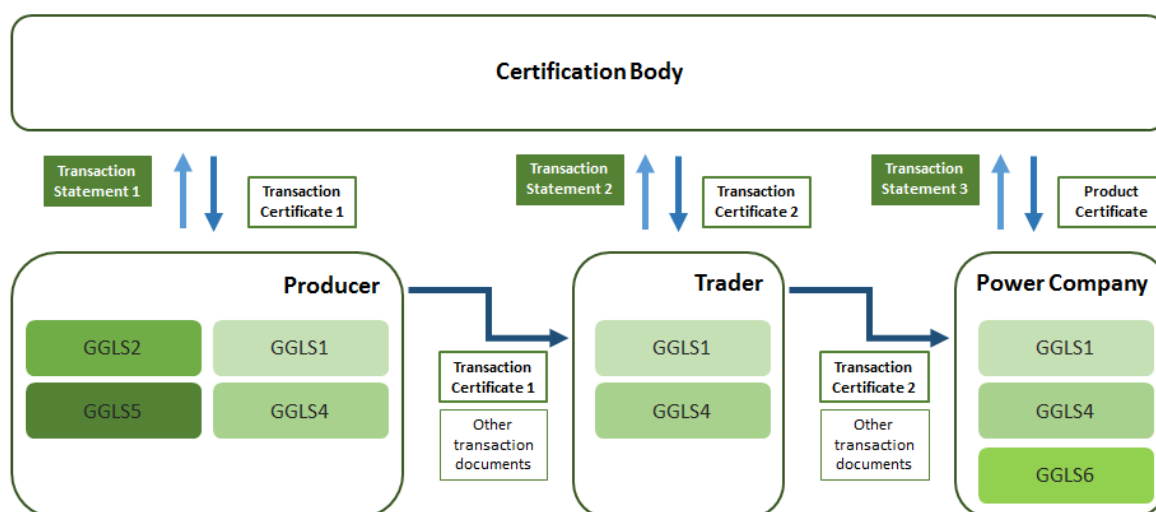 Certification Body
Transaction
Statement 1
Transaction
Certificate 1
Transaction
Statement 2
Transaction
Certificate 2
Transaction
Statement 3
Product
Certificate
Producer
GGLS2
GGLS1
GGLS5
GGLS4
Transaction
Certificate 1
Other
transaction
documents
Trader
GGLS1
GGLS4
Transaction
Certificate 2
Other
transaction
documents
Power Company
GGLS1
GGLS4
GGLS6